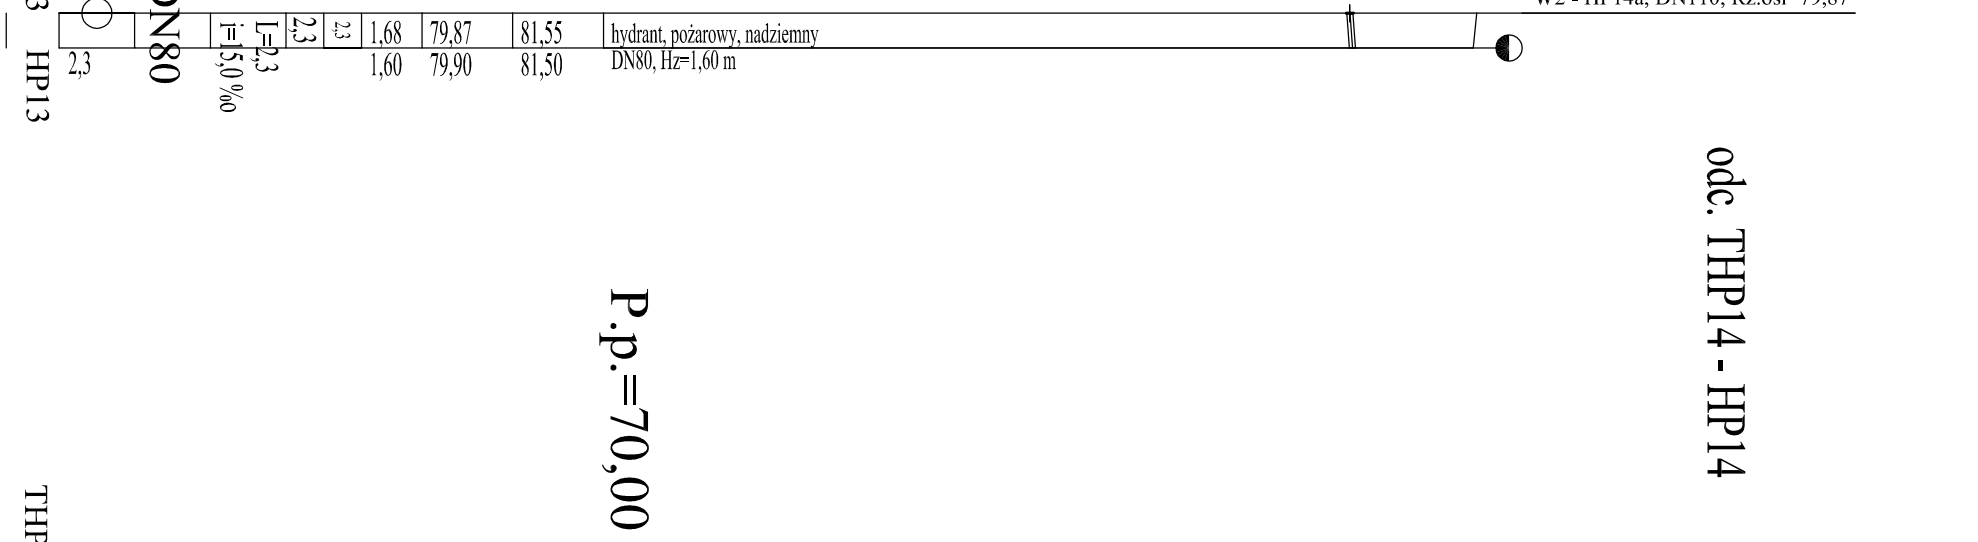 HP13
2,3
DN80
i=15,0 ‰
L=2,3
2,3
2,3
1,68 79,87 81,55 hydrant, pożarowy, nadziemny
1,60 79,90 81,50 DN80, Hz=1,60 m
P.p.=70,00
odc. THP14 - HP14